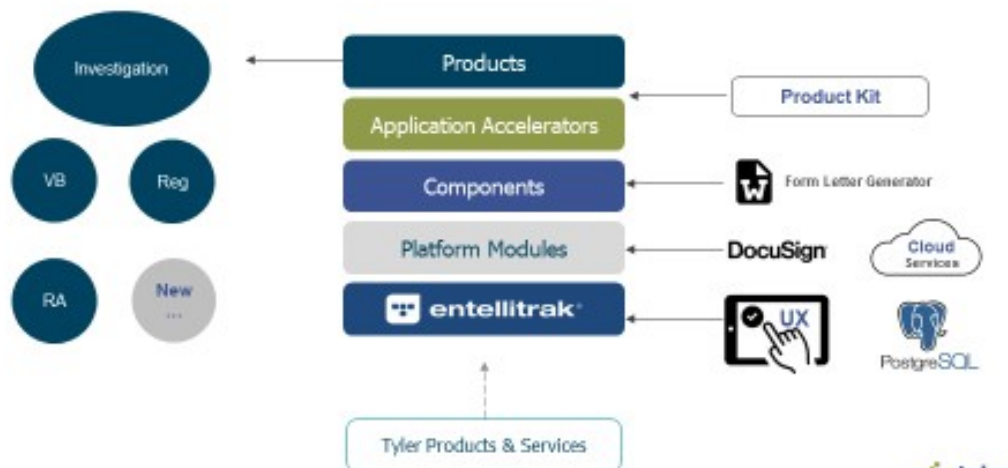 Investigation
Products
Product Kit
Application Accelerators
VB
Reg
Components
W
Form Letter Generator
Platform Modules
DocuSign
Cloud
Services
RA
New
...
entellitrak
UX
PostgreSQL
Tyler Products & Services